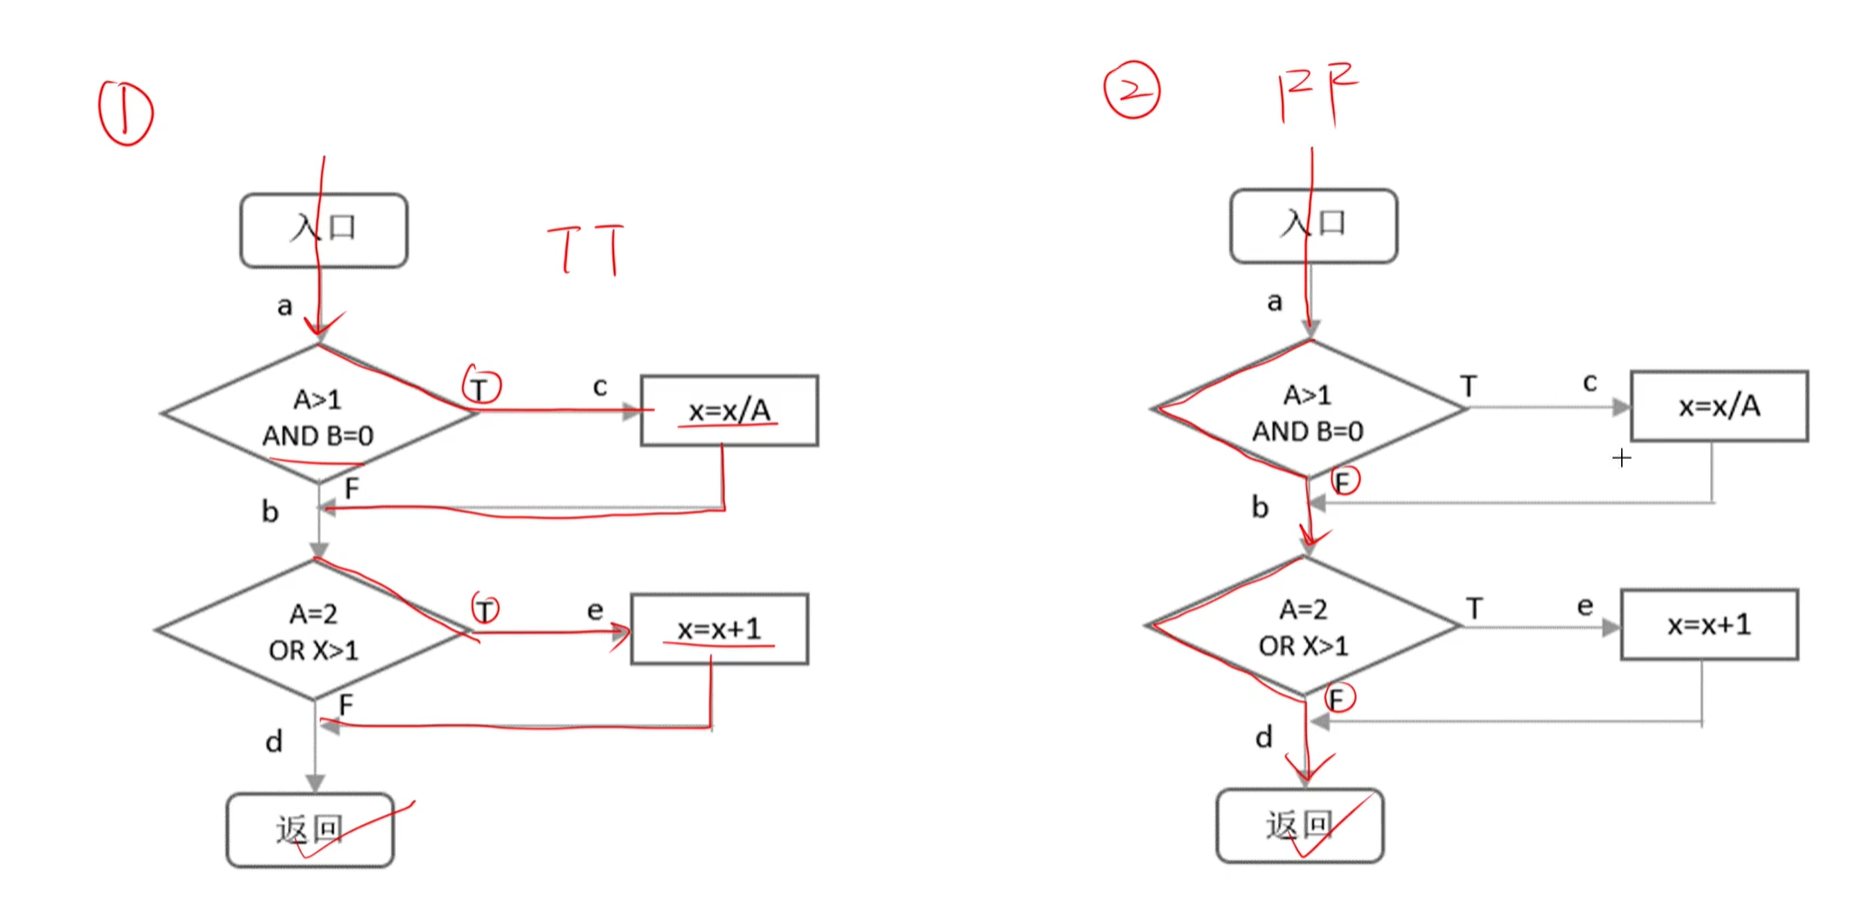 ①
TT
入口
a
A>1
AND B=0
T
c
x=x/A
F
b
A=2
OR X>1
T
e
x=x+1
F
d
返回
②
FF
入口
a
A>1
AND B=0
T
c
x=x/A
F
b
A=2
OR X>1
T
e
x=x+1
F
d
返回